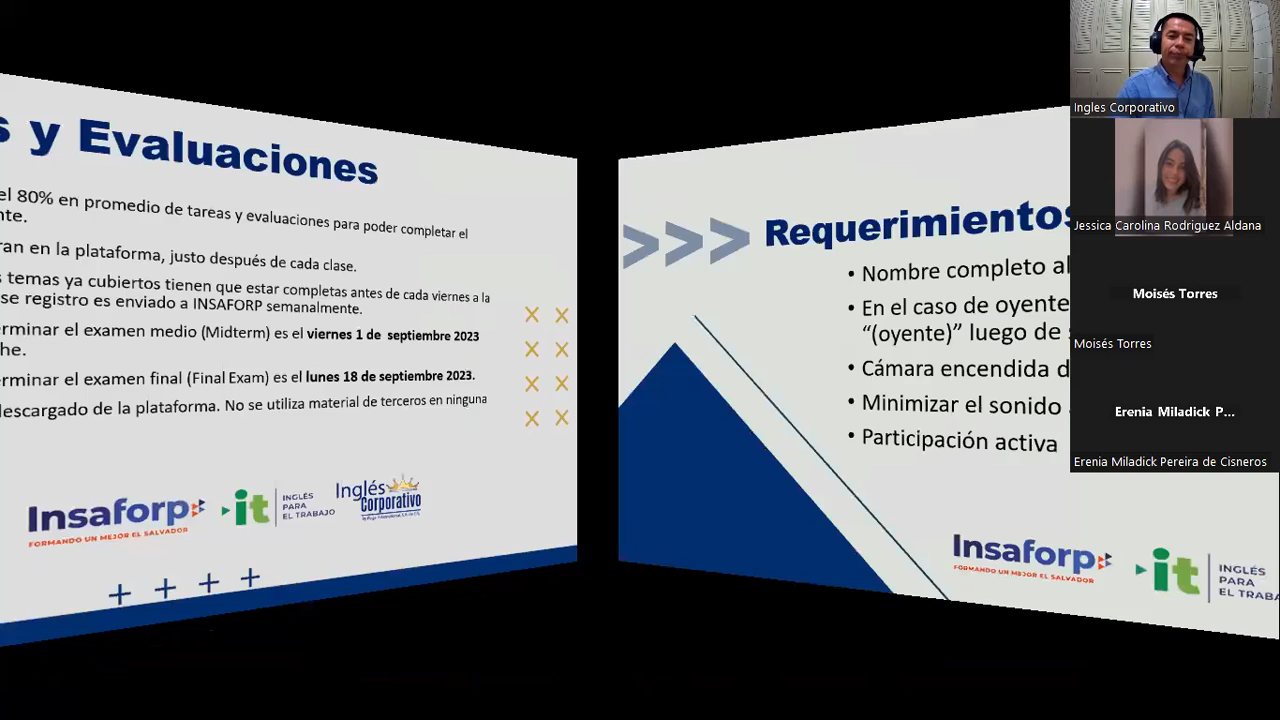 s y Evaluaciones
el 80% en promedio de tareas y evaluaciones para poder completar el
nte.
ran en la plataforma, justo después de cada clase.
s temas ya cubiertos tienen que estar completas antes de cada viernes a la
se registro es enviado a INSAFORP semanalmente.
erminar el examen medio (Midterm) es el viernes 1 de septiembre 2023
he.
erminar el examen final (Final Exam) es el lunes 18 de septiembre 2023.
descargado de la plataforma. No se utiliza material de terceros en ninguna
Insaforp
FORMANDO UN MEJOR EL SALVADOR
it
INGLÉS
PARA
EL TRABAJO
Inglés
Corporativo
>>> Requerimientos
• Nombre completo al
• En el caso de oyente
“(oyente)” luego de s
• Cámara encendida d
• Minimizar el sonido
• Participación activa
Insaforp
FORMANDO UN MEJOR EL SALVADOR
it
INGLÉS
PARA
EL TRABA
Ingles Corporativo
Jessica Carolina Rodriguez Aldana
Moisés Torres
Moisés Torres
Erenia Miladick P...
Erenia Miladick Pereira de Cisneros